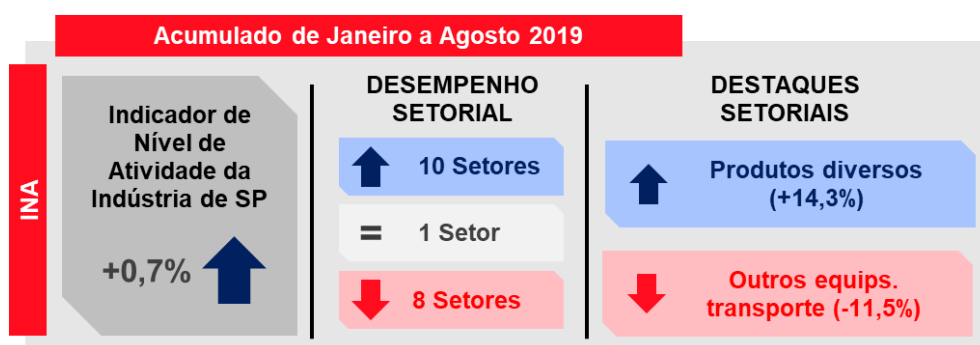 Acumulado de Janeiro a Agosto 2019
INA
Indicador de
Nível de
Atividade da
Indústria de SP
+0,7%
DESEMPENHO
SETORIAL
10 Setores
= 1 Setor
8 Setores
DESTAQUES
SETORIAIS
Produtos diversos
(+14,3%)
Outros equips.
transporte (-11,5%)